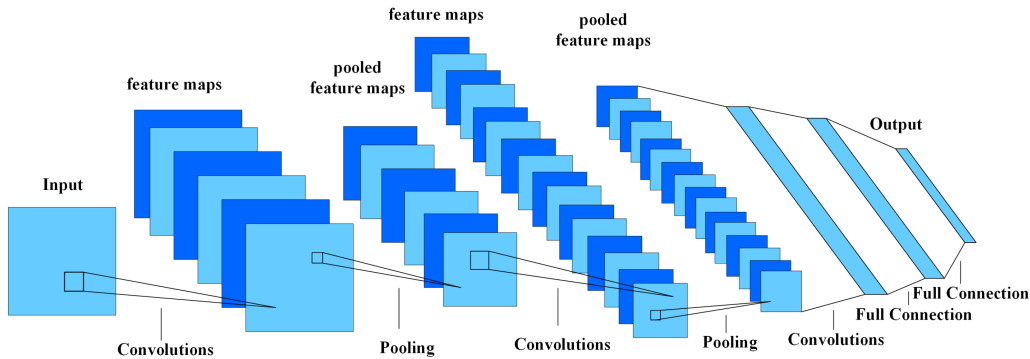 feature maps
pooled
feature maps
feature maps
pooled
feature maps
Input
Output
Convolutions
Pooling
Convolutions
Pooling
Convolutions
Full Connection
Full Connection